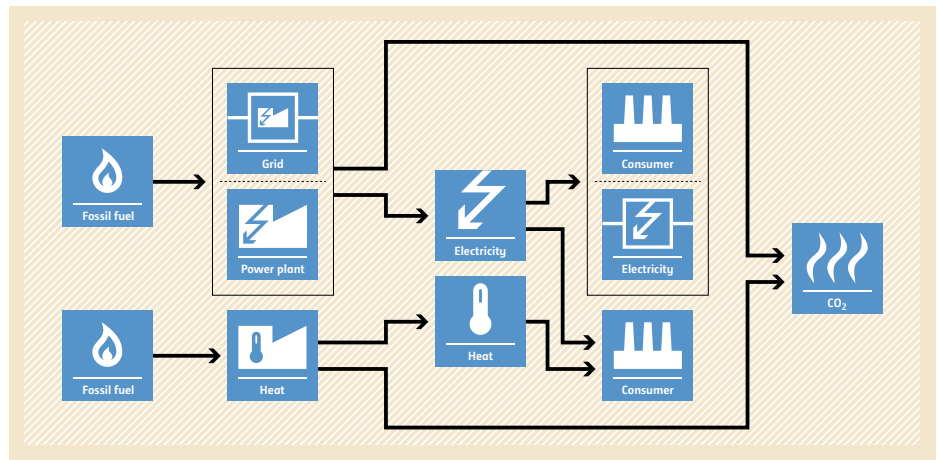 Grid
Consumer
Fossil fuel
Power plant
Electricity
Electricity
CO₂
Fossil fuel
Heat
Heat
Consumer